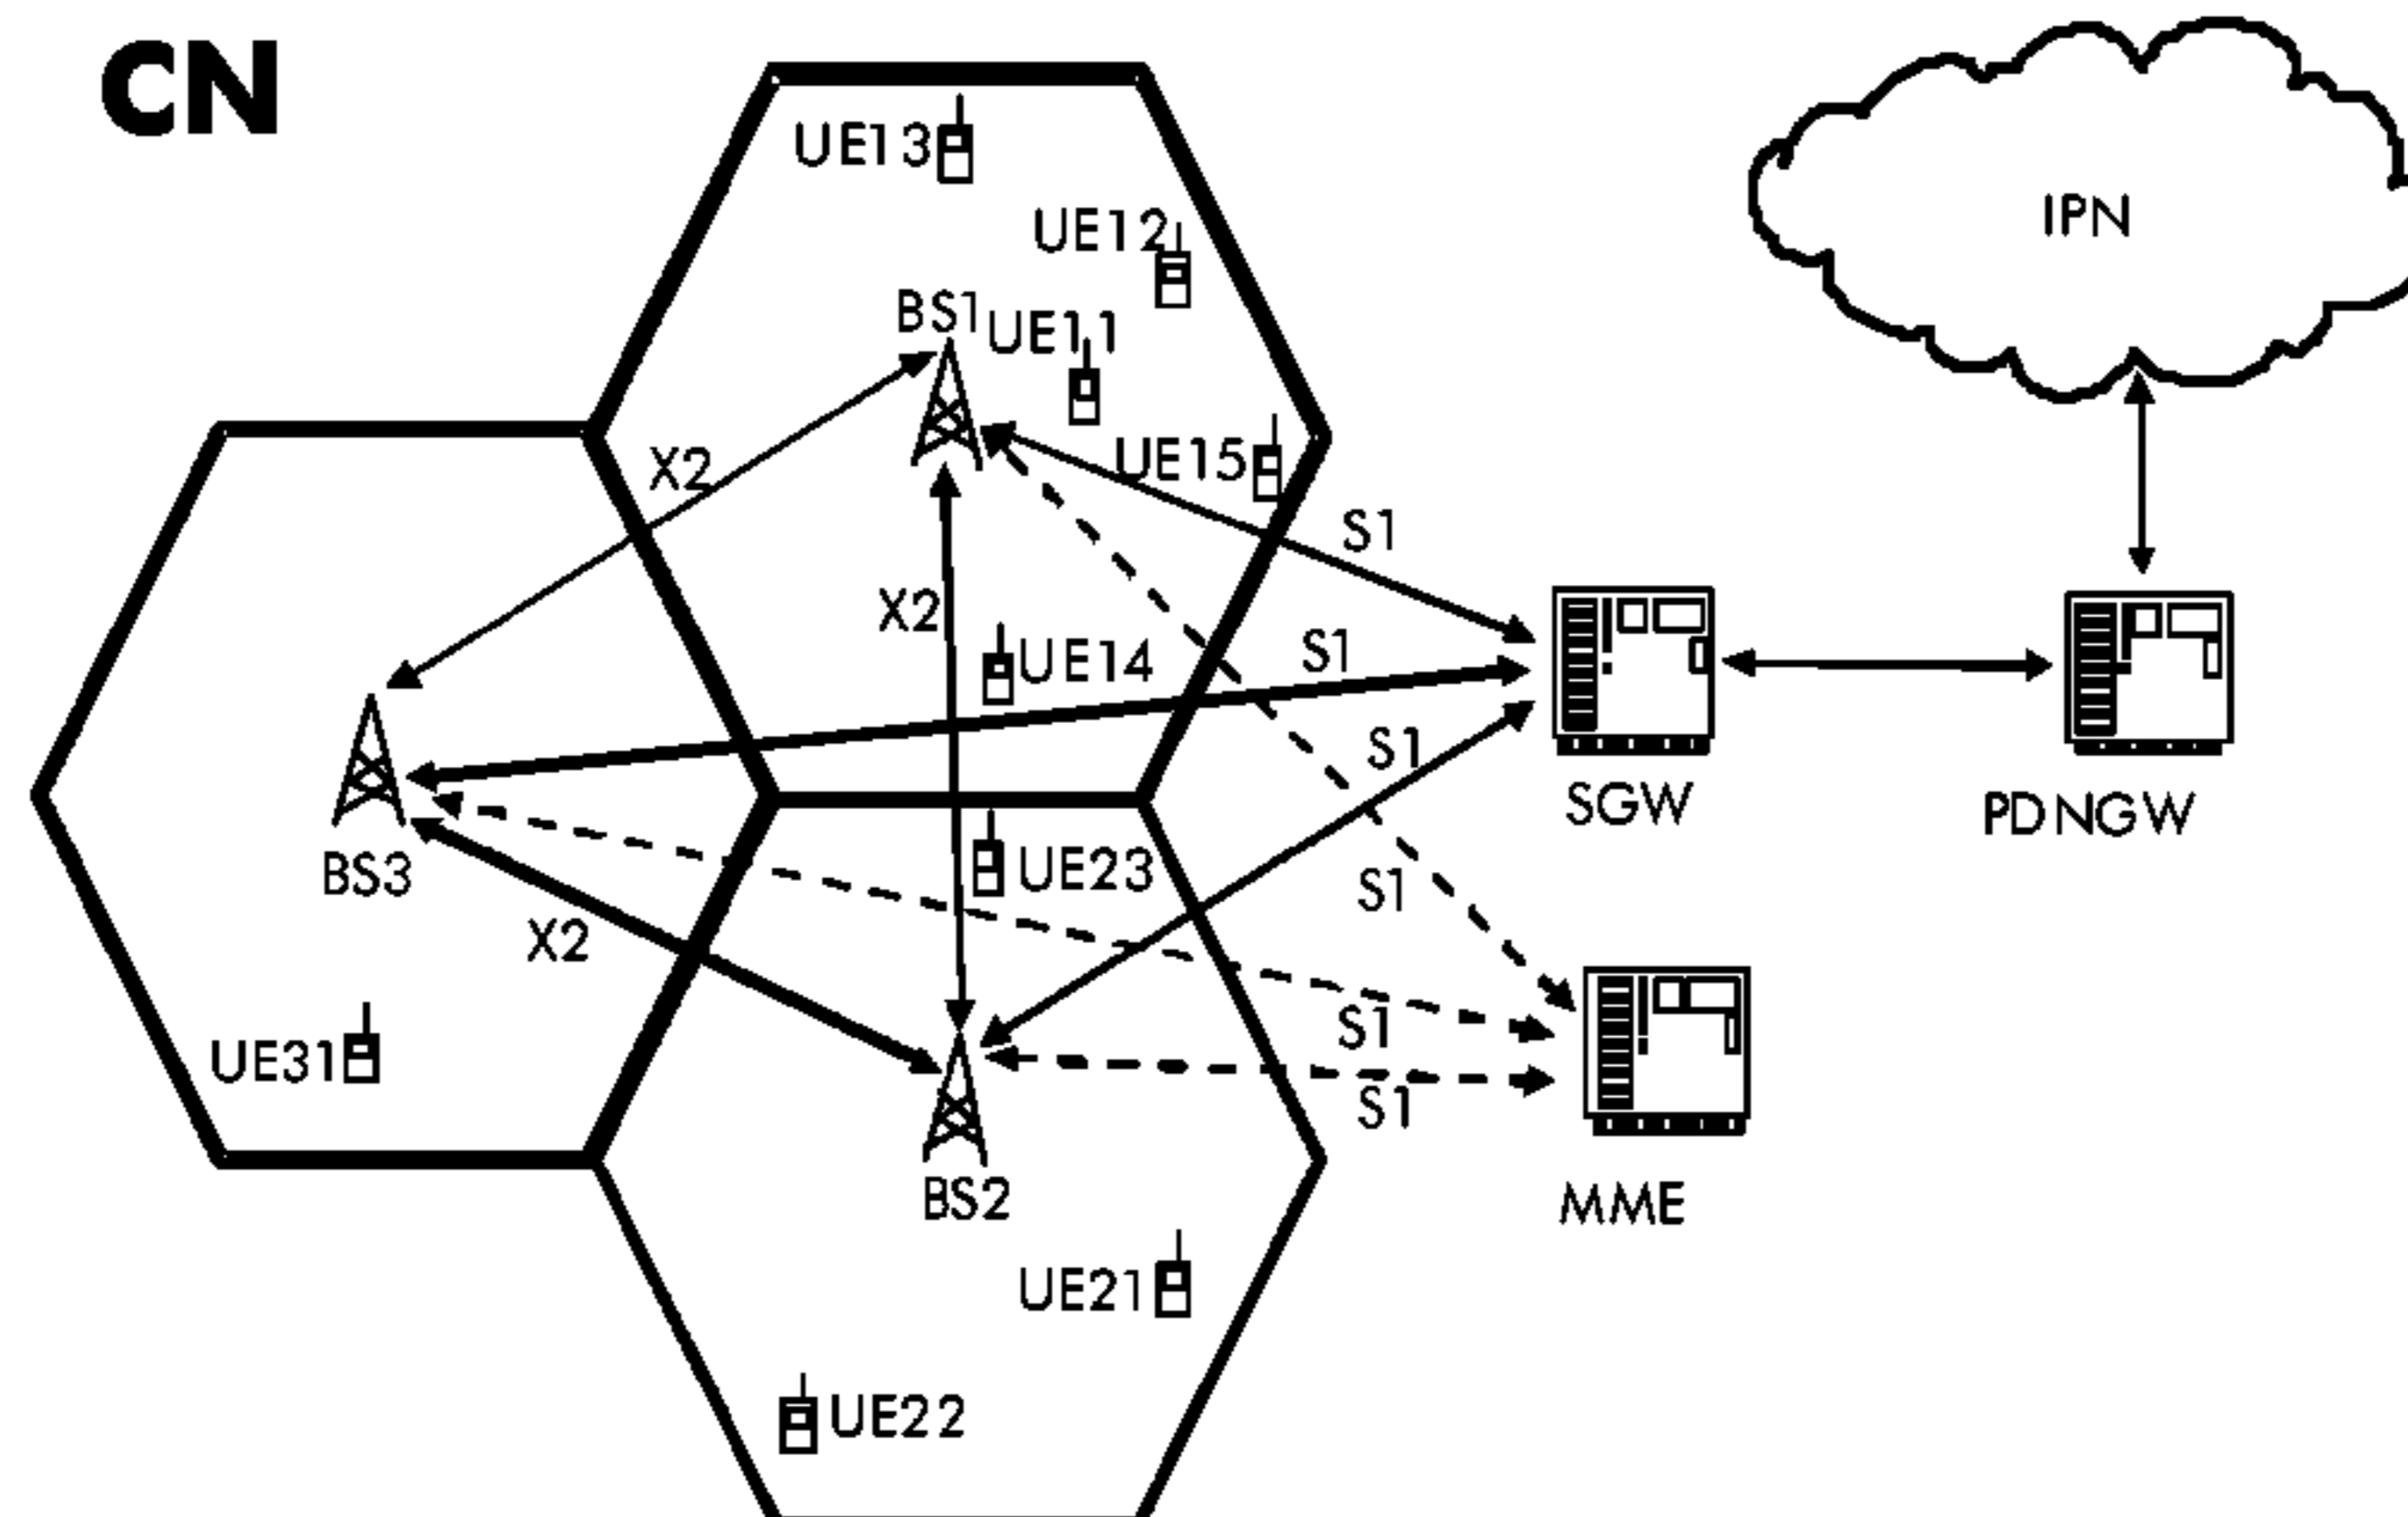 CN
UE13
UE12
IPN
BS1
UE11
X2
UE15
S1
X2
S1
UE14
S1
SGW
PDNGW
BS3
UE23
S1
X2
S1
UE31
S1
BS2
MME
UE21
UE22